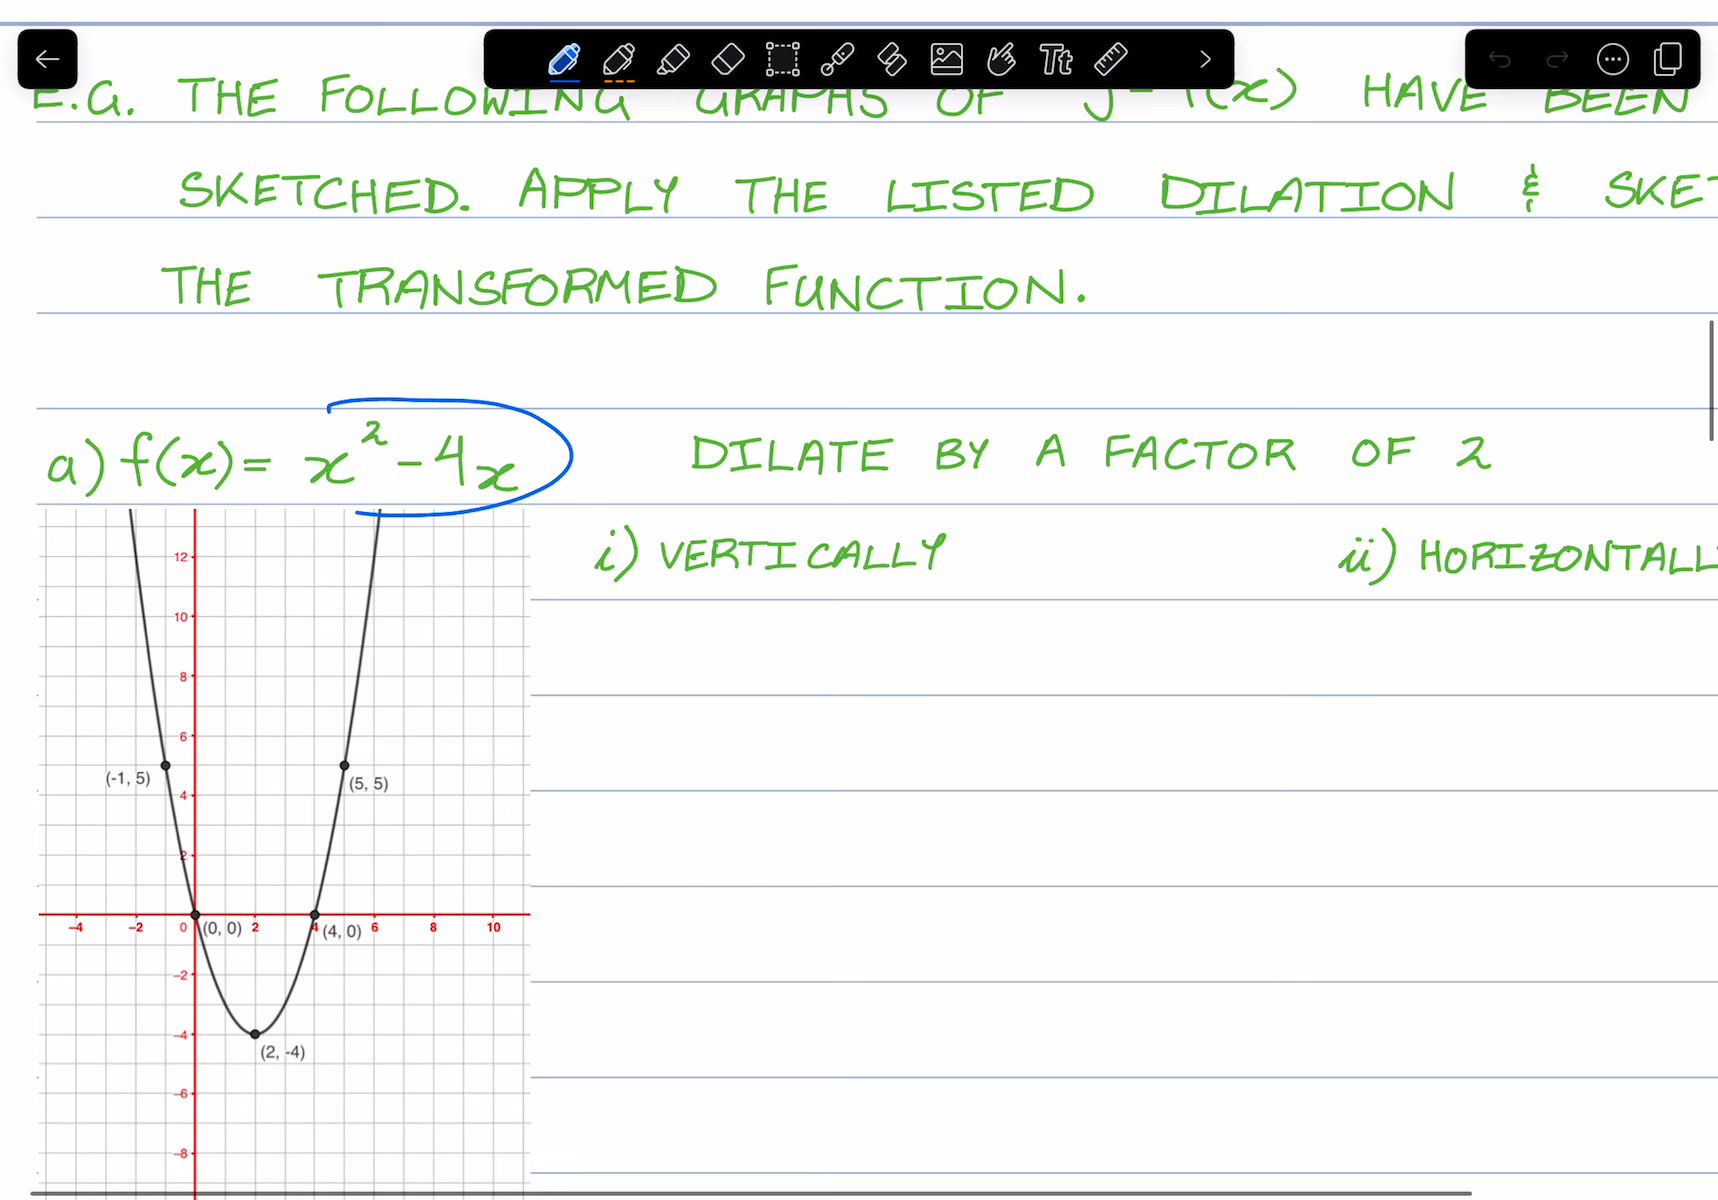 E.G. THE FOLLOWING GRAPHS OF y = f(x) HAVE BEEN
SKETCHED. APPLY THE LISTED DILATION & SKET
THE TRANSFORMED FUNCTION.
a) f(x) = x² - 4x DILATE BY A FACTOR OF 2
i) VERTICALLY ii) HORIZONTALL
12
10
8
6
(-1, 5) (5, 5)
4
2
-4 -2 0 (0, 0) 2 4 (4, 0) 6 8 10
-2
-4
(2, -4)
-6
-8
Tt